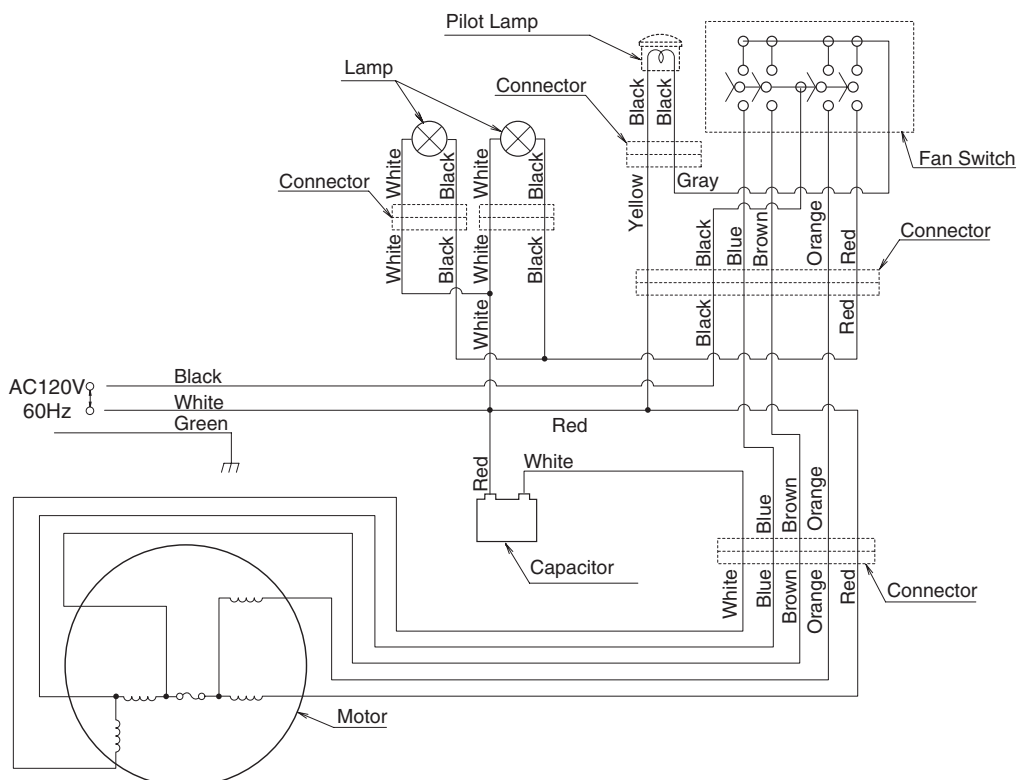 Pilot Lamp
Lamp
Connector
Black
Black
Fan Switch
White
Black
White
Black
Connector
Yellow
Gray
Connector
White
Black
White
Black
Black
Blue
Brown
Orange
Red
White
Black
Red
AC120V
60Hz
Black
White
Green
Red
Red
White
Capacitor
Blue
Brown
Orange
White
Blue
Brown
Orange
Red
Connector
Motor